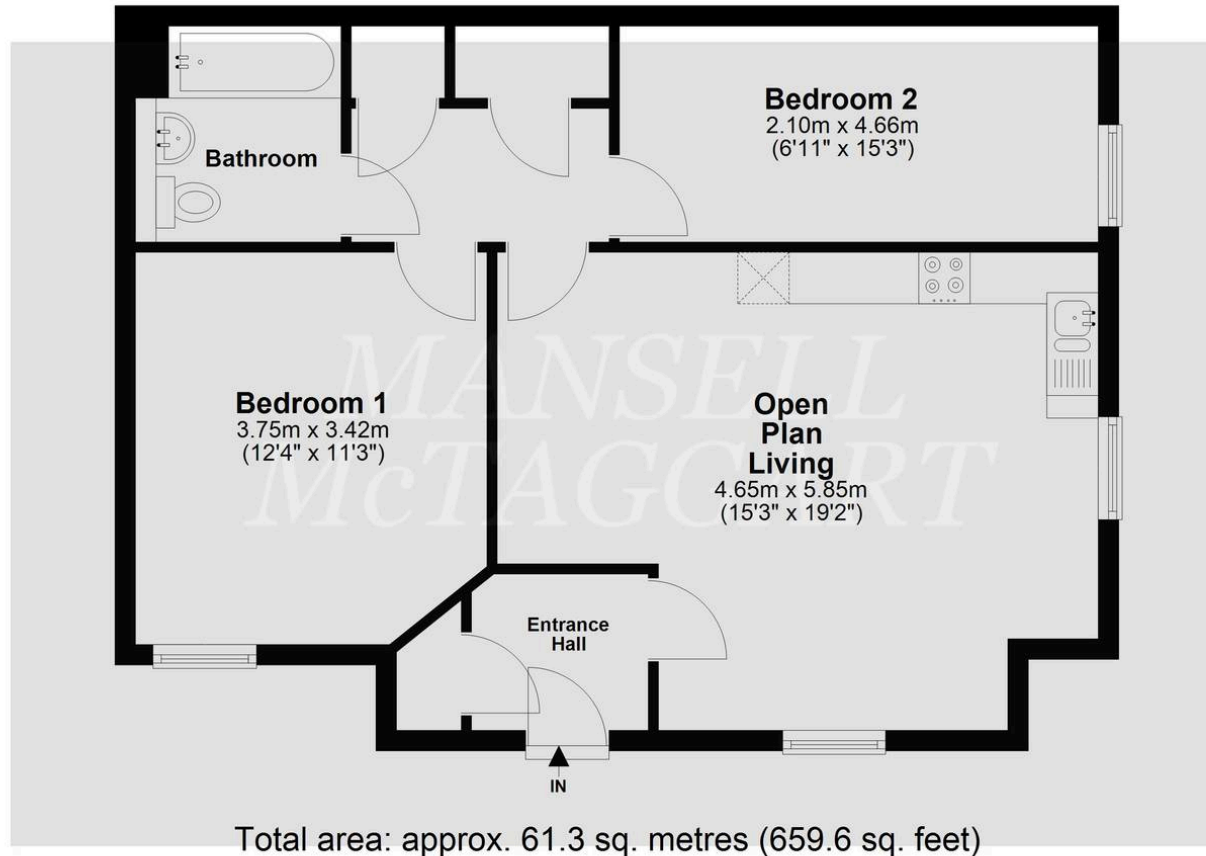 Bedroom 2
2.10m x 4.66m
(6'11" x 15'3")
Bathroom
Bedroom 1
3.75m x 3.42m
(12'4" x 11'3")
Open
Plan
Living
4.65m x 5.85m
(15'3" x 19'2")
MANSELL
McTAGGART
Entrance
Hall
IN
Total area: approx. 61.3 sq. metres (659.6 sq. feet)